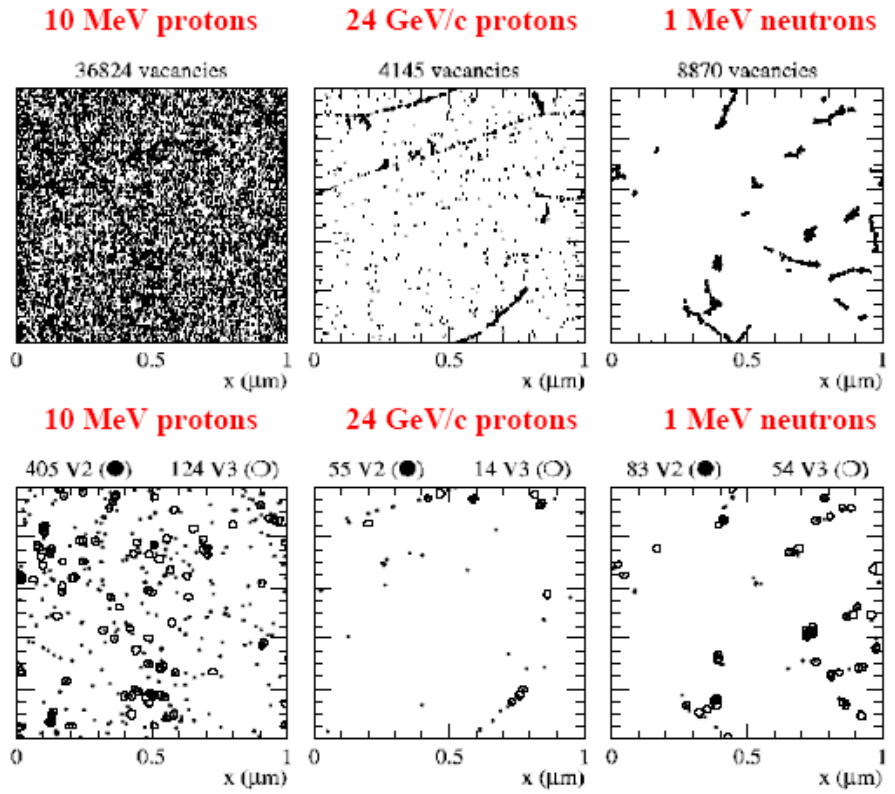 10 MeV protons 24 GeV/c protons 1 MeV neutrons
36824 vacancies 4145 vacancies 8870 vacancies
0 0.5 1 0 0.5 1 0 0.5 1
x (μm) x (μm) x (μm)
10 MeV protons 24 GeV/c protons 1 MeV neutrons
405 V2 (●) 124 V3 (○) 55 V2 (●) 14 V3 (○) 83 V2 (●) 54 V3 (○)
0 0.5 1 0 0.5 1 0 0.5 1
x (μm) x (μm) x (μm)